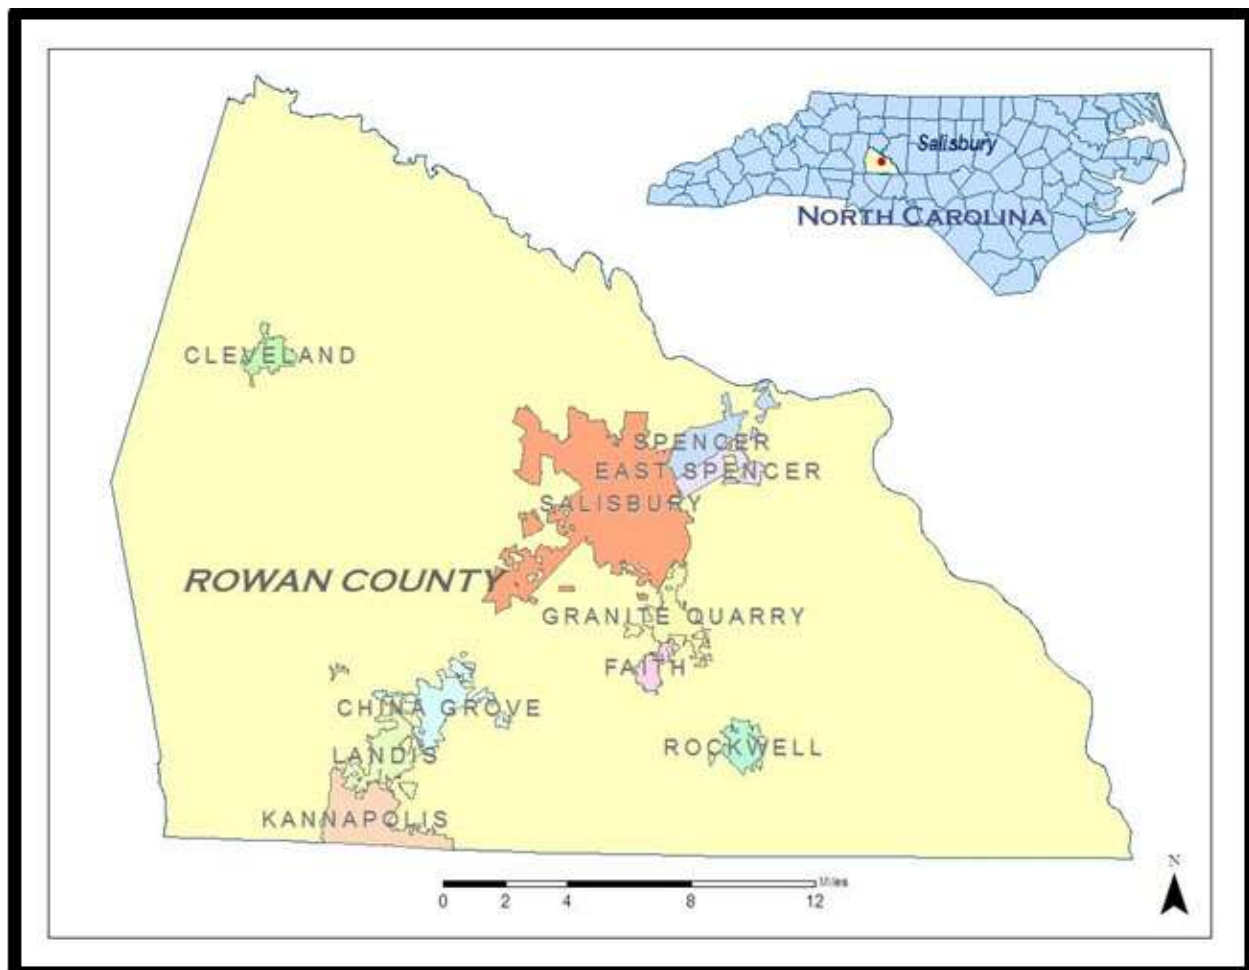 Salisbury
NORTH CAROLINA
CLEVELAND
SPENCER
EAST SPENCER
SALISBURY
ROWAN COUNTY
GRANITE QUARRY
FAITH
CHINA GROVE
ROCKWELL
LANDIS
KANNAPOLIS
N
Miles
0 2 4 8 12